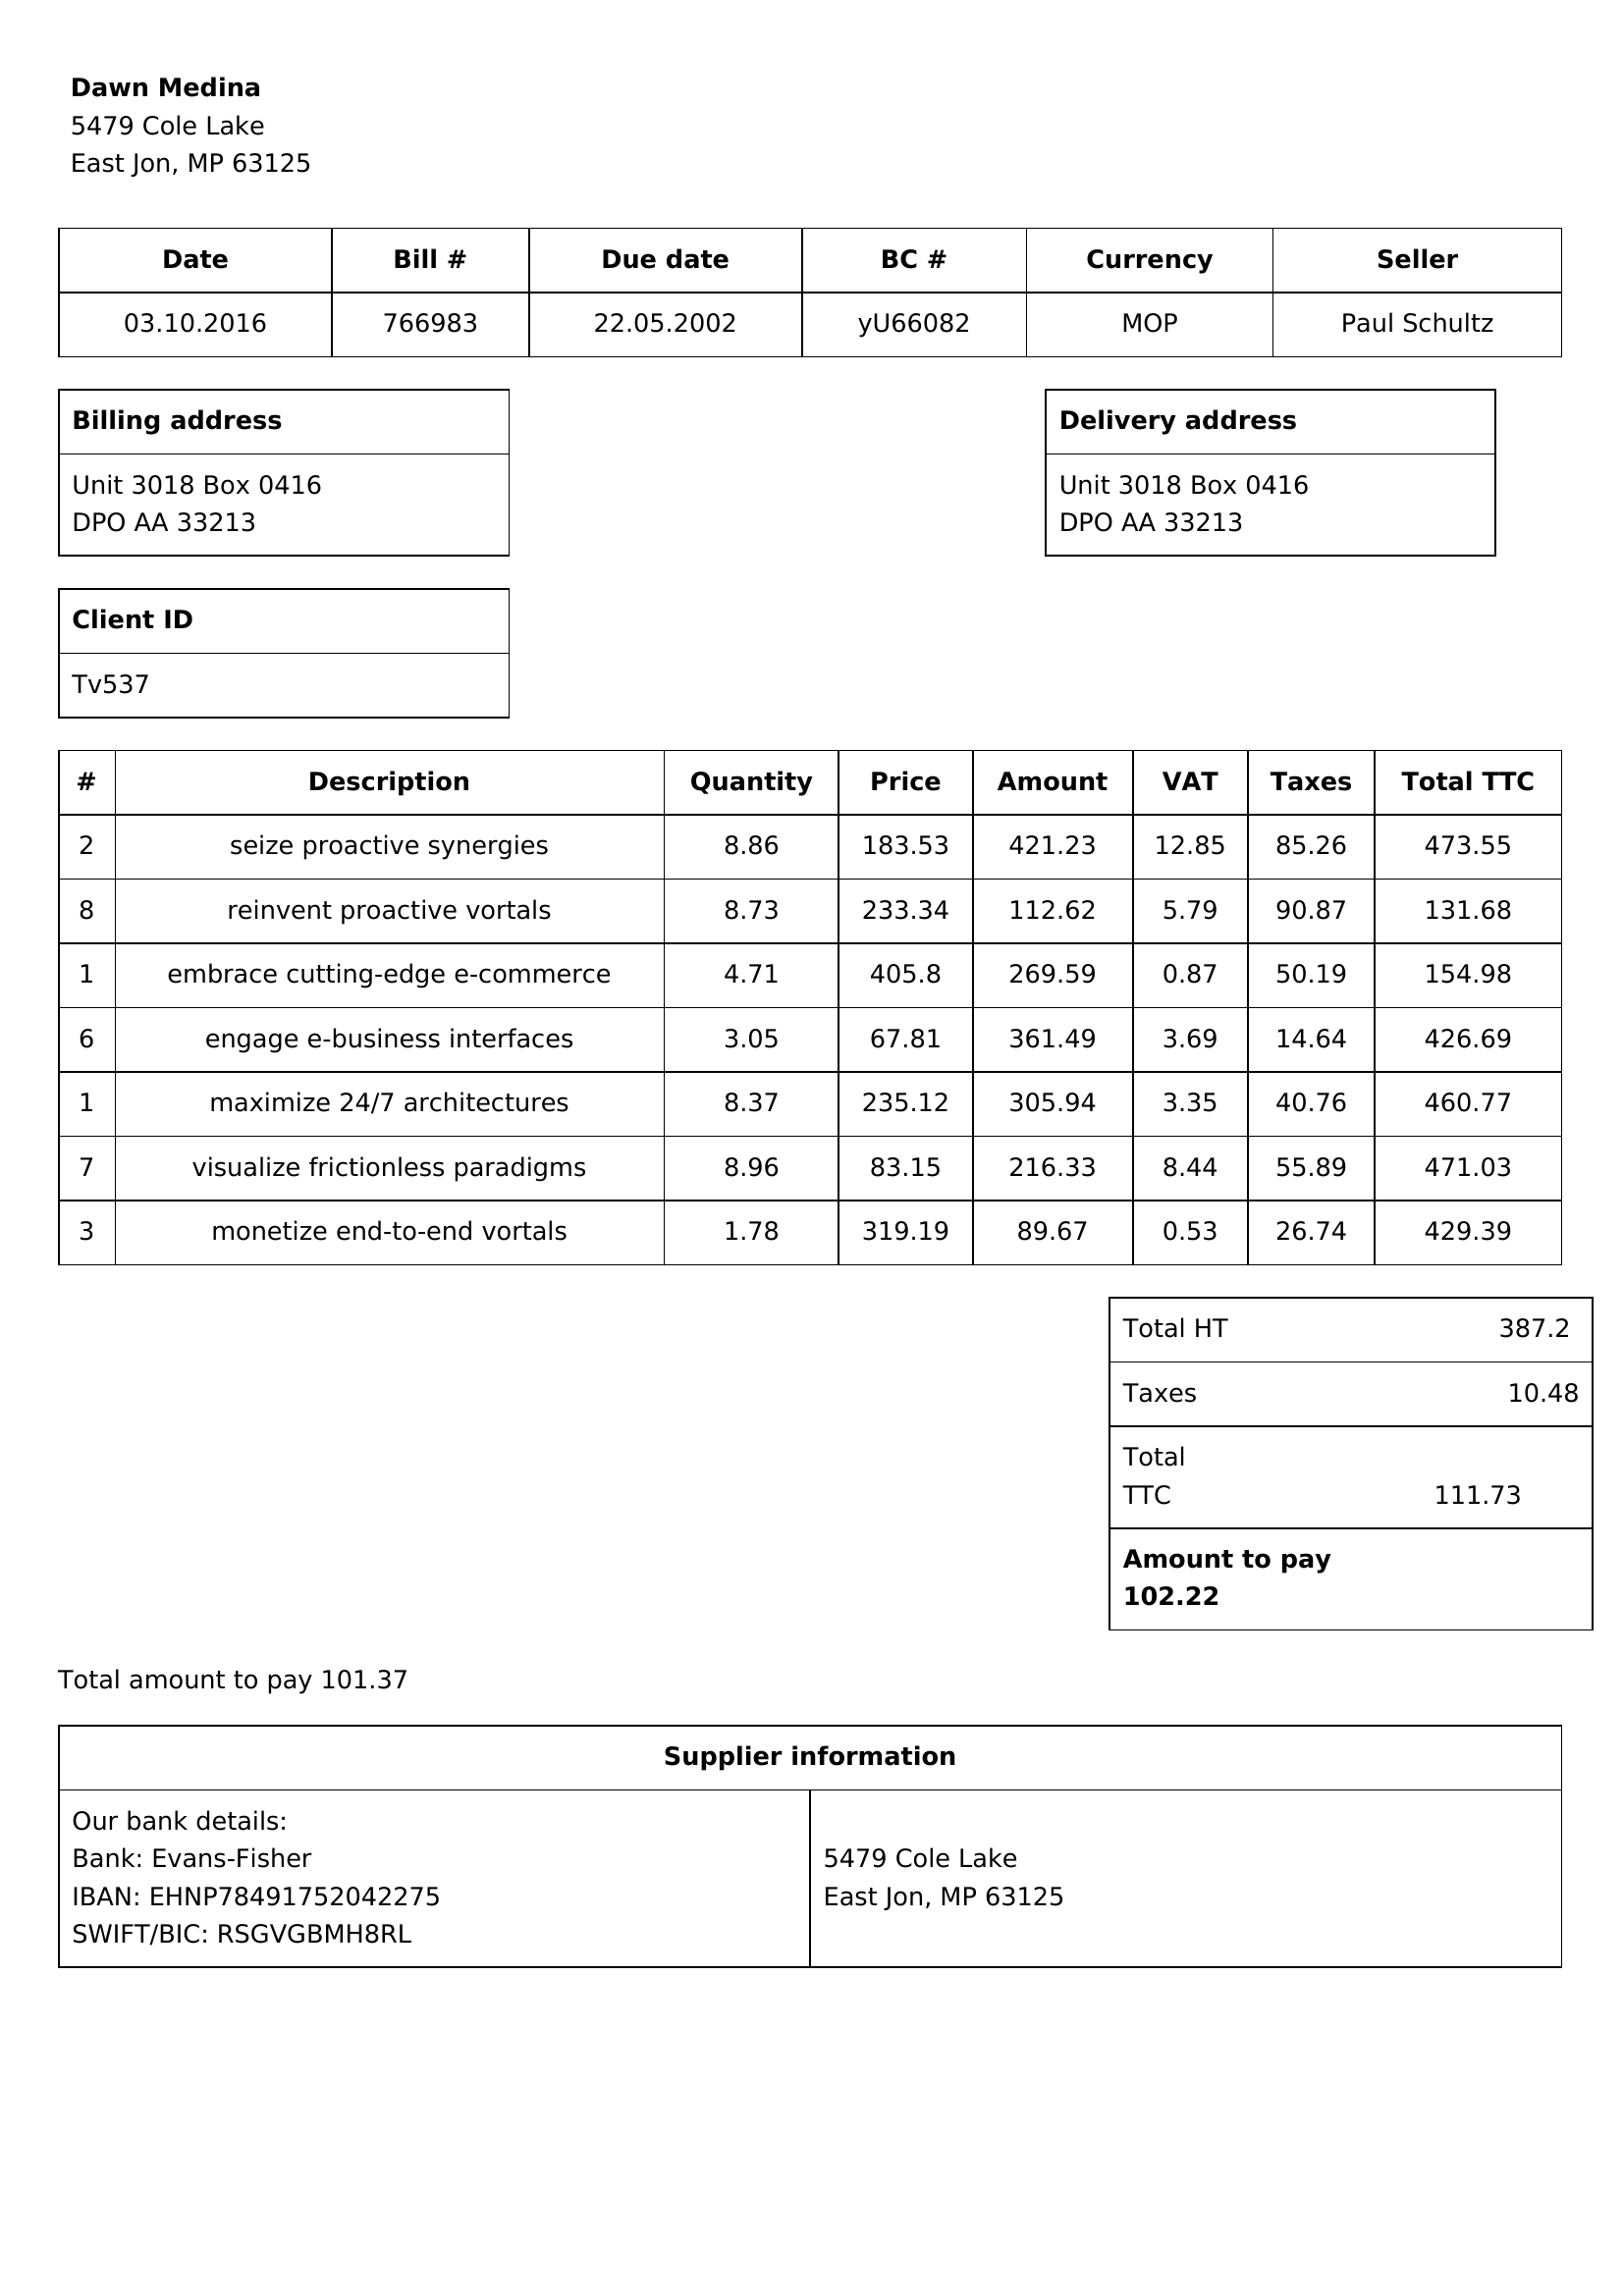 Dawn Medina
5479 Cole Lake
East Jon, MP 63125
Date Bill # Due date BC # Currency Seller
03.10.2016 766983 22.05.2002 yU66082 MOP Paul Schultz
Billing address Delivery address
Unit 3018 Box 0416 Unit 3018 Box 0416
DPO AA 33213 DPO AA 33213
Client ID
Tv537
# Description Quantity Price Amount VAT Taxes Total TTC
2 seize proactive synergies 8.86 183.53 421.23 12.85 85.26 473.55
8 reinvent proactive vortals 8.73 233.34 112.62 5.79 90.87 131.68
1 embrace cutting-edge e-commerce 4.71 405.8 269.59 0.87 50.19 154.98
6 engage e-business interfaces 3.05 67.81 361.49 3.69 14.64 426.69
1 maximize 24/7 architectures 8.37 235.12 305.94 3.35 40.76 460.77
7 visualize frictionless paradigms 8.96 83.15 216.33 8.44 55.89 471.03
3 monetize end-to-end vortals 1.78 319.19 89.67 0.53 26.74 429.39
Total HT 387.2
Taxes 10.48
Total
TTC 111.73
Amount to pay
102.22
Total amount to pay 101.37
Supplier information
Our bank details:
Bank: Evans-Fisher 5479 Cole Lake
IBAN: EHNP78491752042275 East Jon, MP 63125
SWIFT/BIC: RSGVGBMH8RL